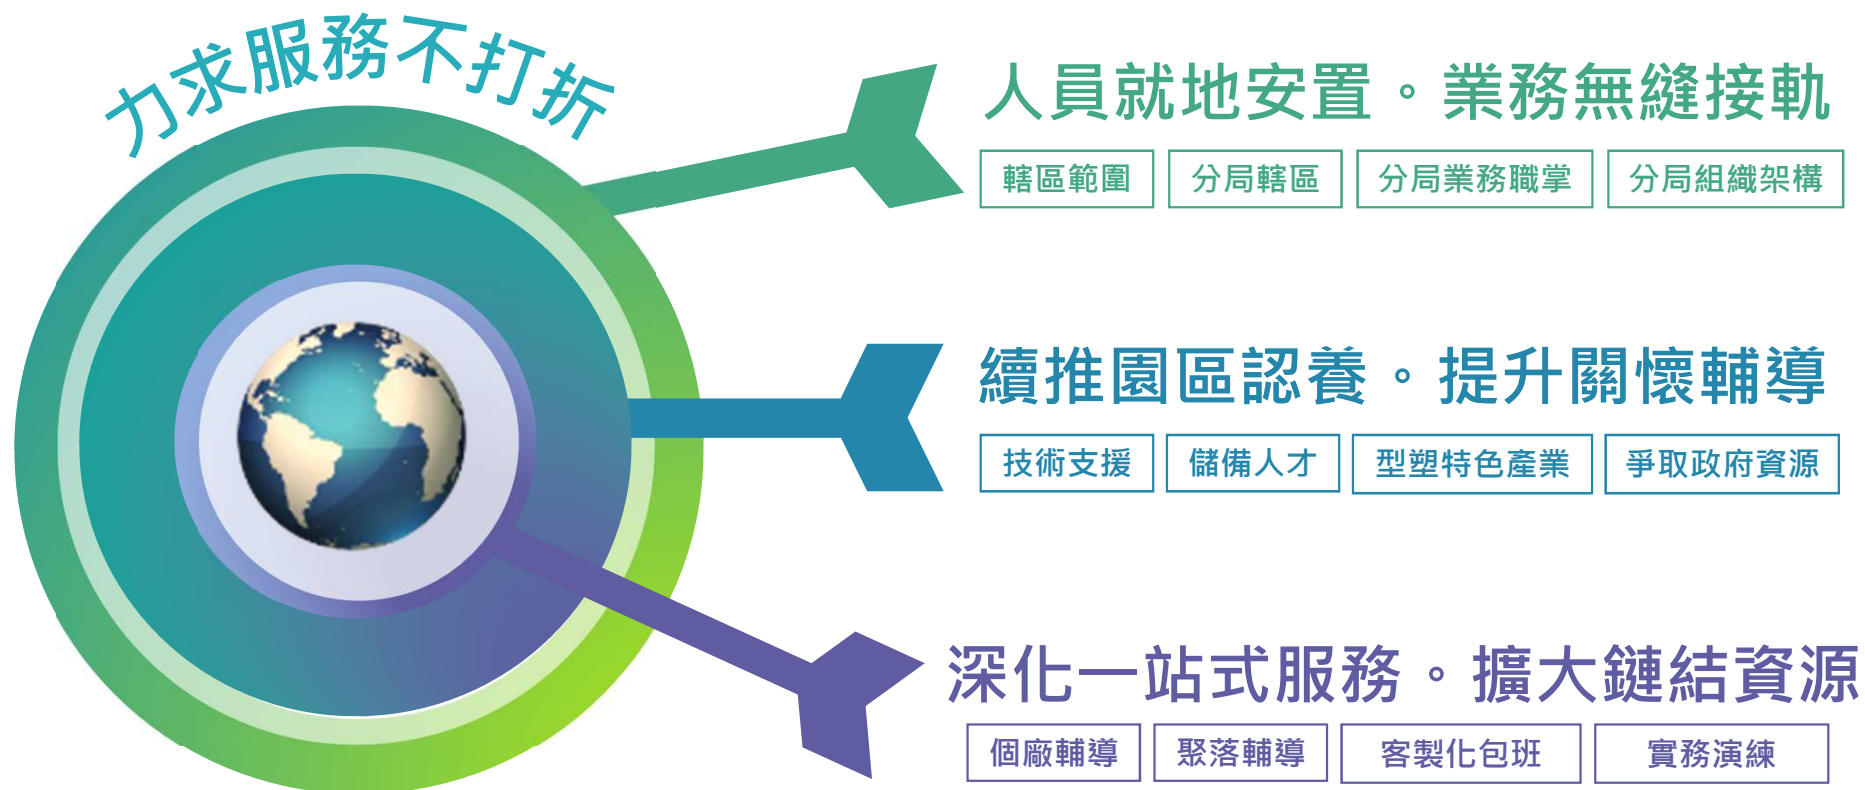 力求服務不打折
人員就地安置。業務無縫接軌
轄區範圍 分局轄區 分局業務職掌 分局組織架構
續推園區認養。提升關懷輔導
技術支援 儲備人才 型塑特色產業 爭取政府資源
深化一站式服務。擴大鏈結資源
個廠輔導 聚落輔導 客製化包班 實務演練